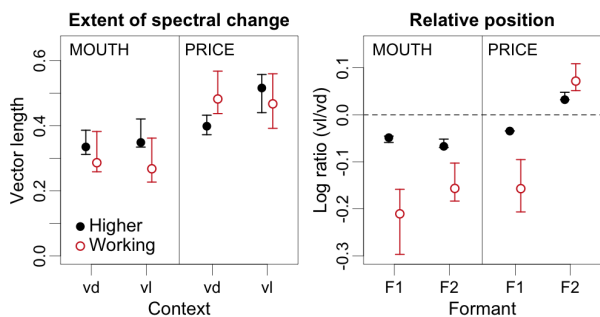 Extent of spectral change
MOUTH PRICE
Vector length
0.6
0.4
0.2
0.0
Higher
Working
vd vl vd vl
Context
Relative position
MOUTH PRICE
Log ratio (vl/vd)
0.1
0.0
-0.1
-0.2
-0.3
F1 F2 F1 F2
Formant